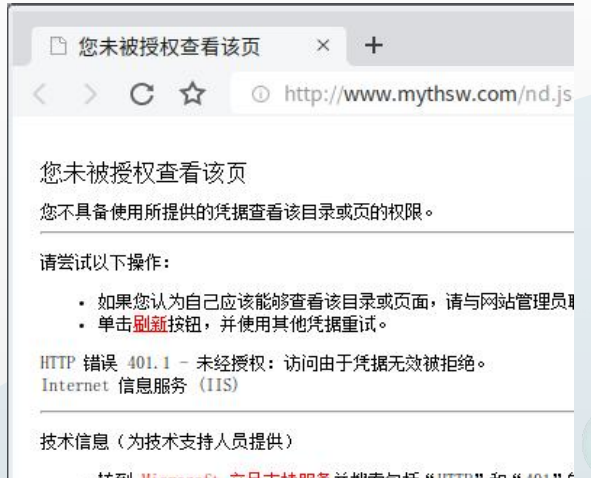 您未被授权查看该页 × +
http://www.mythsw.com/nd.js
您未被授权查看该页
您不具备使用所提供的凭据查看该目录或页的权限。
请尝试以下操作:
• 如果您认为自己应该能够查看该目录或页面,请与网站管理员
• 单击刷新按钮,并使用其他凭据重试。
HTTP 错误 401.1 - 未经授权: 访问由于凭据无效被拒绝。
Internet 信息服务 (IIS)
技术信息(为技术支持人员提供)